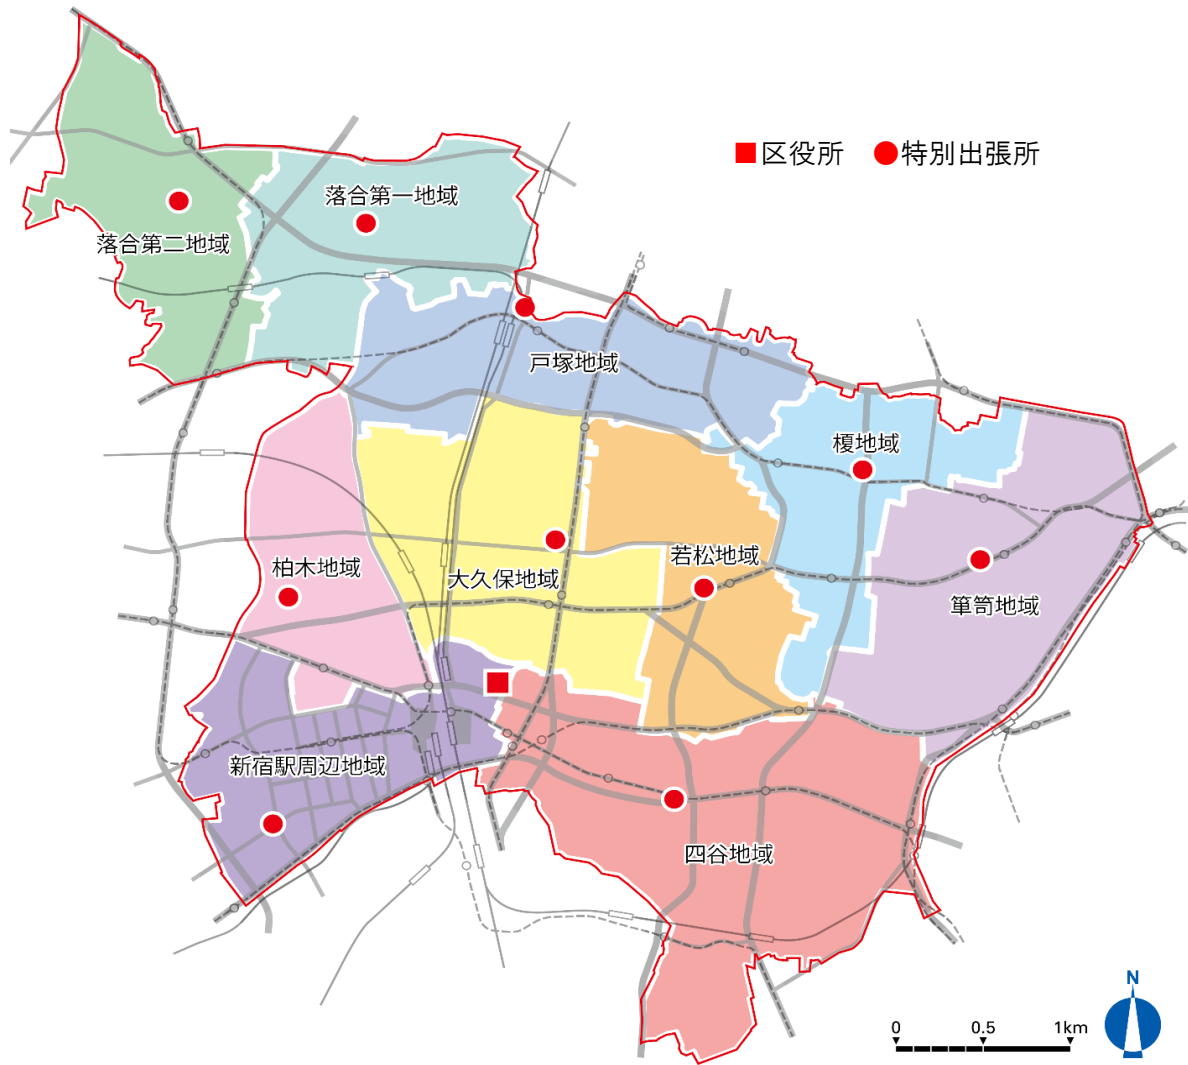 区役所 特別出張所
落合第一地域
落合第二地域
戸塚地域
榎地域
若松地域
柏木地域
大久保地域
箪笥地域
新宿駅周辺地域
四谷地域
N
0 0.5 1km